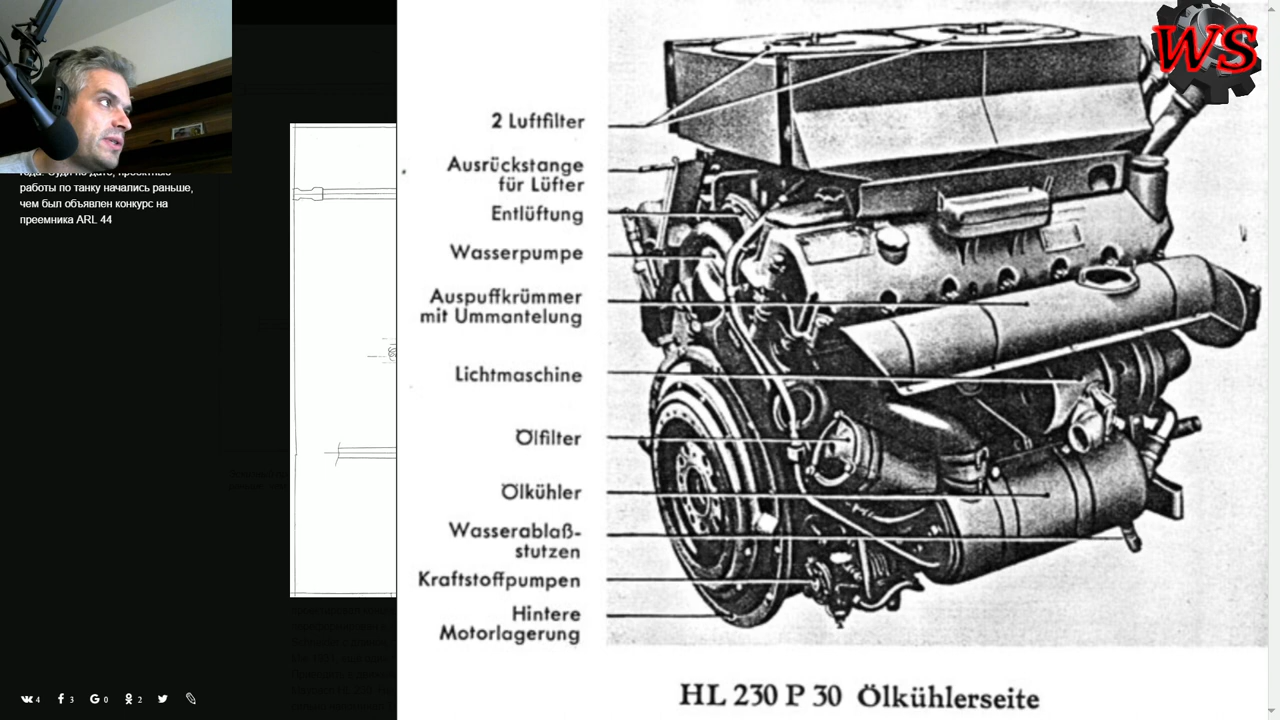 WS
работы по танку начались раньше,
чем был объявлен конкурс на
преемника ARL 44
2 Luftfilter
Ausrückstange
für Lüfter
Entlüftung
Wasserpumpe
Auspuffkrümmer
mit Ummantelung
Lichtmaschine
Ölfilter
Ölkühler
Wasserablaß-
stutzen
Kraftstoffpumpen
Hintere
Motorlagerung
HL 230 P 30 Ölkühlerseite
4
3
0
2